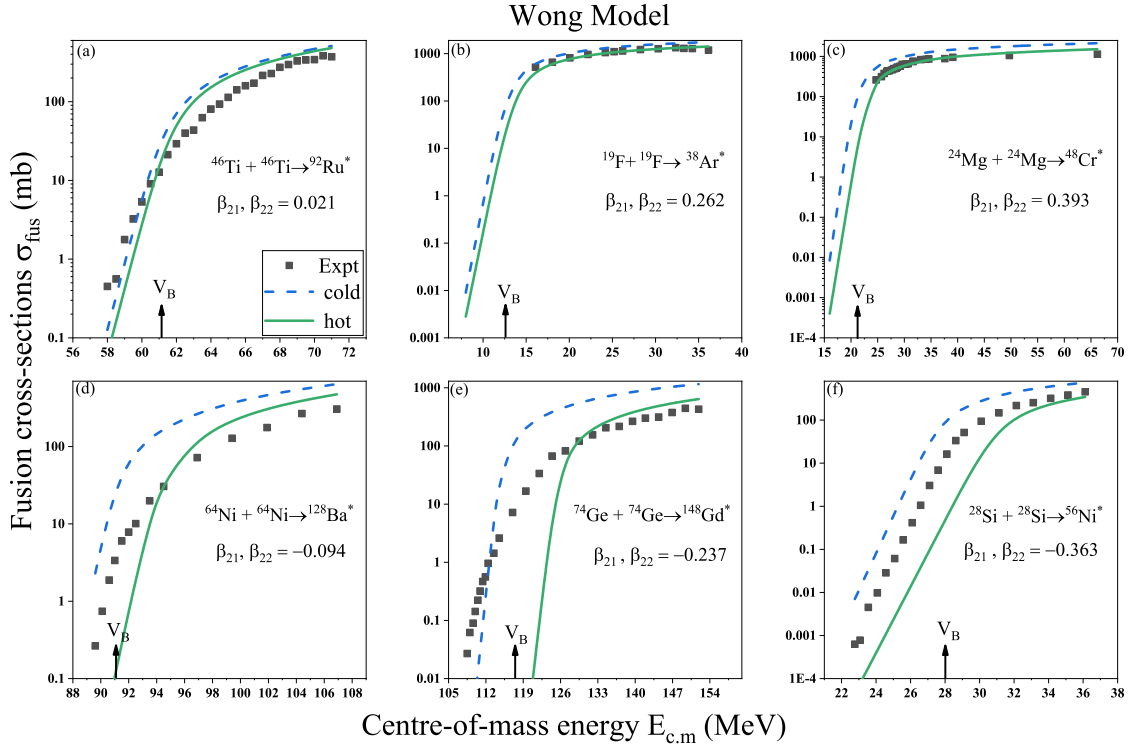 Wong Model
Fusion cross-sections σ_fus (mb)
(a)
100
10
1
0.1
⁴⁶Ti + ⁴⁶Ti→⁹²Ru*
β₂₁, β₂₂ = 0.021
Expt
cold
hot
V_B
56 58 60 62 64 66 68 70 72
(b)
1000
100
10
1
0.1
0.01
0.001
¹⁹F+ ¹⁹F→ ³⁸Ar*
β₂₁, β₂₂ = 0.262
V_B
10 20 30 40
(c)
1000
100
10
1
0.1
0.01
0.001
1E-4
²⁴Mg + ²⁴Mg→⁴⁸Cr*
β₂₁, β₂₂ = 0.393
V_B
15 20 25 30 35 40 45 50 55 60 65 70
(d)
100
10
1
0.1
⁶⁴Ni + ⁶⁴Ni→¹²⁸Ba*
β₂₁, β₂₂ = −0.094
V_B
88 90 92 94 96 98 100 102 104 106 108
(e)
1000
100
10
1
0.1
0.01
⁷⁴Ge + ⁷⁴Ge→¹⁴⁸Gd*
β₂₁ , β₂₂ = −0.237
V_B
105 112 119 126 133 140 147 154
(f)
100
10
1
0.1
0.01
0.001
1E-4
²⁸Si + ²⁸Si→⁵⁶Ni*
β₂₁ , β₂₂ = −0.363
V_B
22 24 26 28 30 32 34 36 38
Centre-of-mass energy E_c.m (MeV)